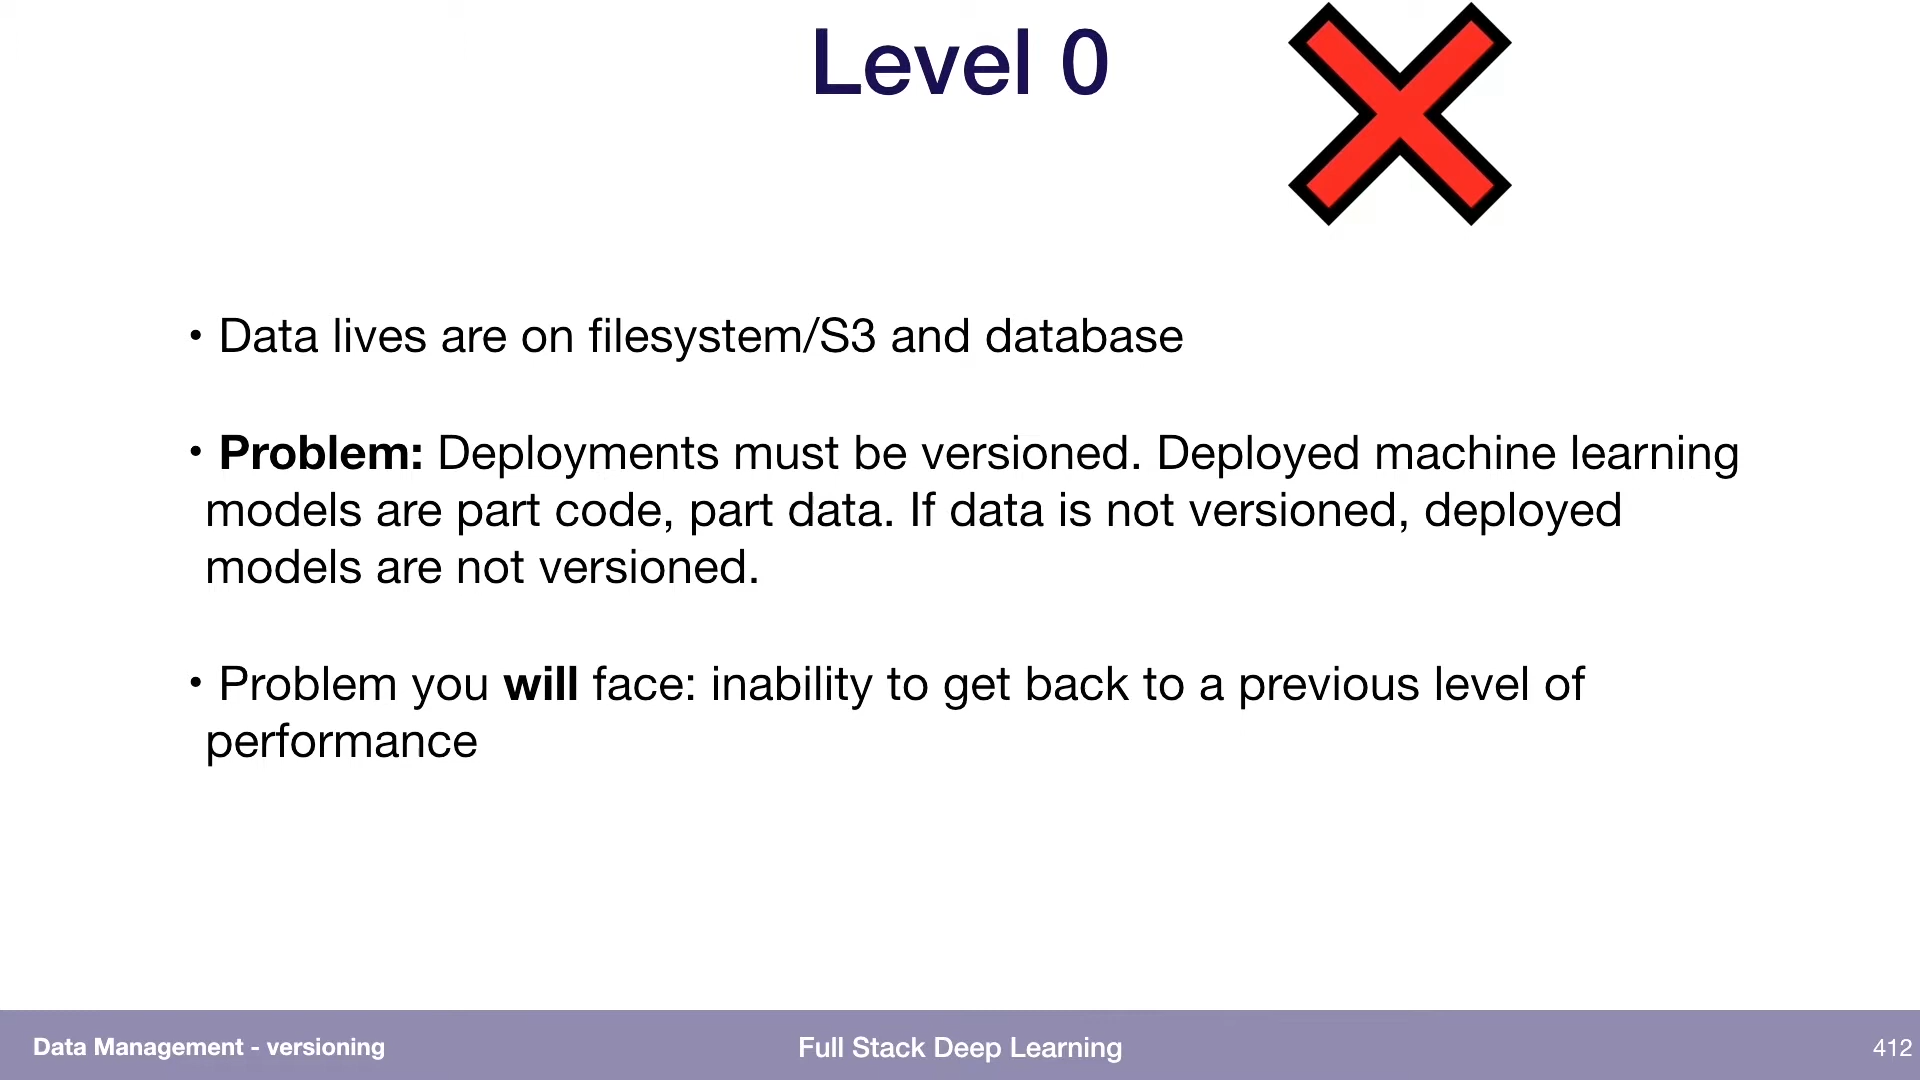 Level 0
• Data lives are on filesystem/S3 and database
• Problem: Deployments must be versioned. Deployed machine learning
models are part code, part data. If data is not versioned, deployed
models are not versioned.
• Problem you will face: inability to get back to a previous level of
performance
Data Management - versioning
Full Stack Deep Learning
412